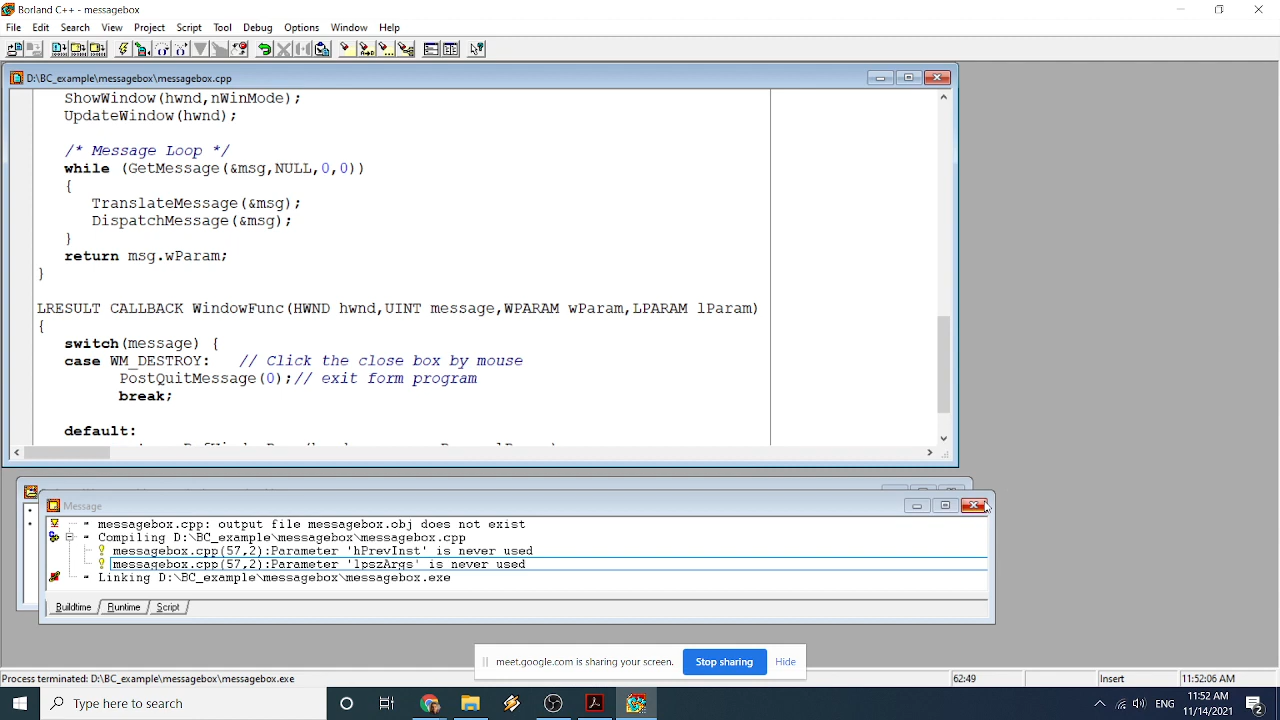 Borland C++ - messagebox
File Edit Search View Project Script Tool Debug Options Window Help
D:\BC_example\messagebox\messagebox.cpp
ShowWindow(hwnd,nWinMode);
UpdateWindow(hwnd);
/* Message Loop */
while (GetMessage(&msg,NULL,0,0))
{
TranslateMessage(&msg);
DispatchMessage(&msg);
}
return msg.wParam;
}
LRESULT CALLBACK WindowFunc(HWND hwnd,UINT message,WPARAM wParam,LPARAM lParam)
{
switch(message) {
case WM_DESTROY: // Click the close box by mouse
PostQuitMessage(0);// exit form program
break;
default:
Message
messagebox.cpp: output file messagebox.obj does not exist
Compiling D:\BC_example\messagebox\messagebox.cpp
messagebox.cpp(57,2):Parameter 'hPrevInst' is never used
messagebox.cpp(57,2):Parameter 'lpszArgs' is never used
Linking D:\BC_example\messagebox\messagebox.exe
Buildtime Runtime Script
meet.google.com is sharing your screen. Stop sharing Hide
Process terminated: D:\BC_example\messagebox\messagebox.exe 62:49 Insert 11:52:06 AM
Type here to search
11:52 AM
11/14/2021
2